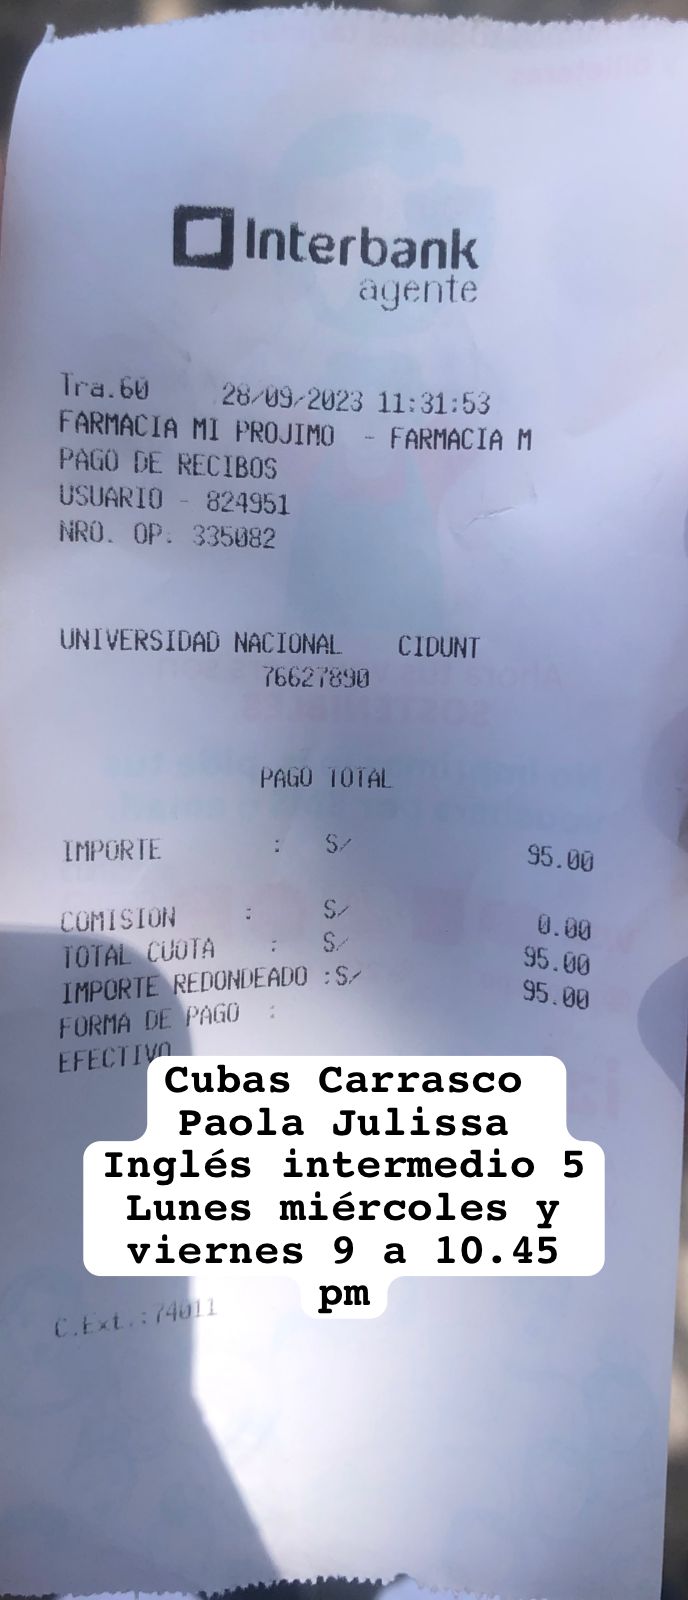 Interbank
agente
Tra.60 28/09/2023 11:31:53
FARMACIA MI PROJIMO - FARMACIA M
PAGO DE RECIBOS
USUARIO - 824951
NRO. OP: 335082
UNIVERSIDAD NACIONAL CIDUNT
76627890
PAGO TOTAL
IMPORTE : S/ 95.00
COMISION : S/ 0.00
TOTAL CUOTA : S/ 95.00
IMPORTE REDONDEADO :S/ 95.00
FORMA DE PAGO :
EFECTIVO
Cubas Carrasco
Paola Julissa
Inglés intermedio 5
Lunes miércoles y
viernes 9 a 10.45
pm
C.Ext.:74011